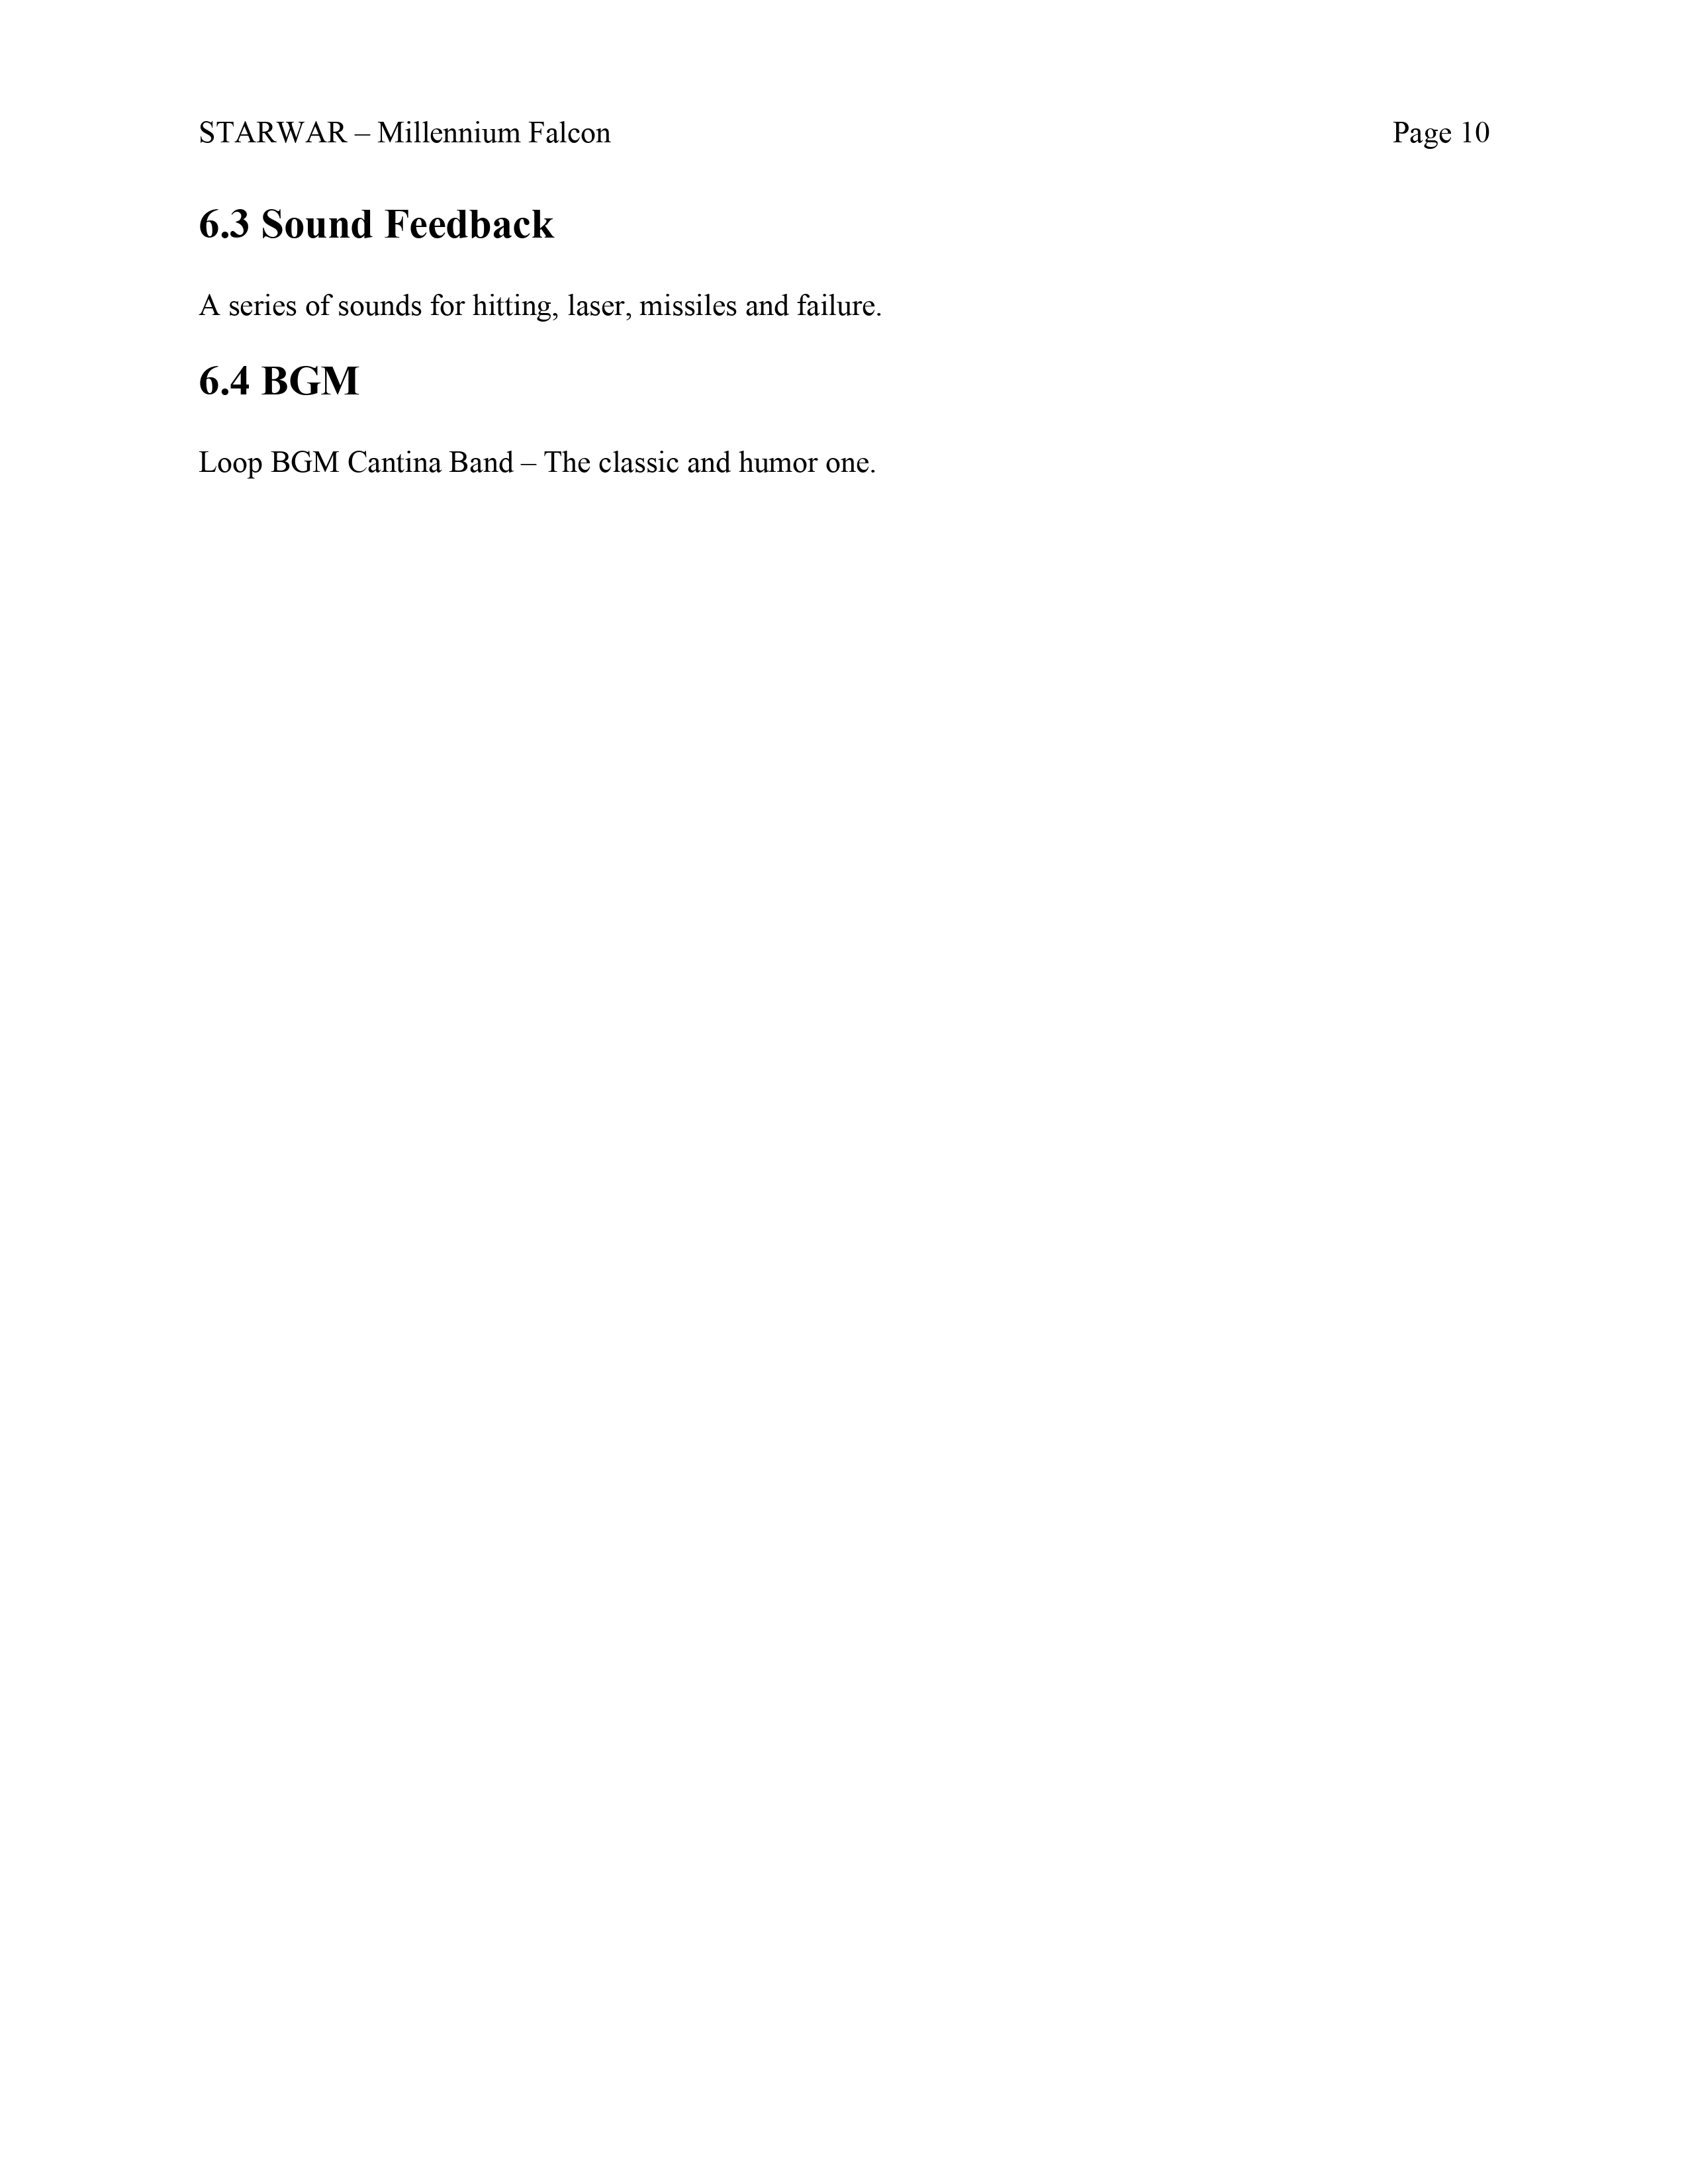 STARWAR – Millennium Falcon Page 10
6.3 Sound Feedback
A series of sounds for hitting, laser, missiles and failure.
6.4 BGM
Loop BGM Cantina Band – The classic and humor one.